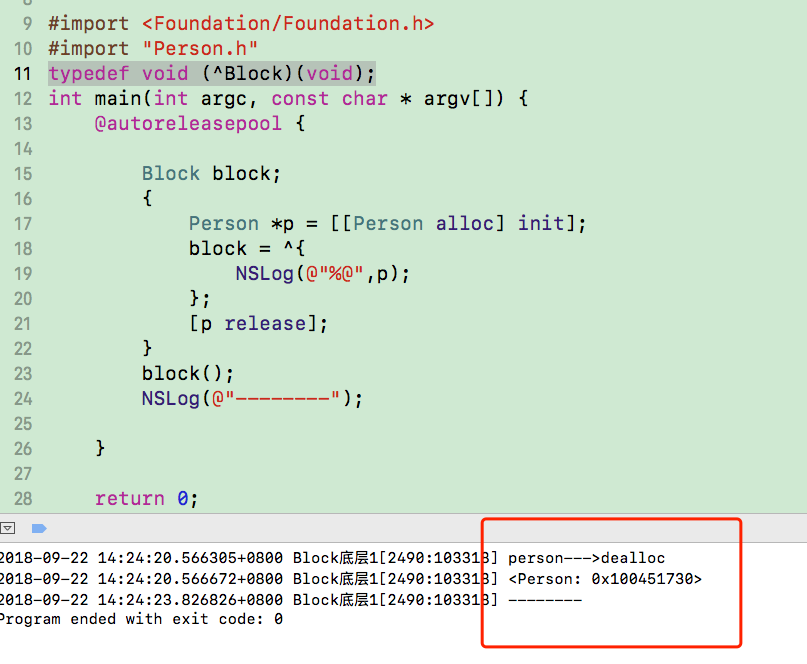 9 #import <Foundation/Foundation.h>
10 #import "Person.h"
11 typedef void (^Block)(void);
12 int main(int argc, const char * argv[]) {
13 @autoreleasepool {
14
15 Block block;
16 {
17 Person *p = [[Person alloc] init];
18 block = ^{
19 NSLog(@"%@",p);
20 };
21 [p release];
22 }
23 block();
24 NSLog(@"--------");
25
26 }
27
28 return 0;
2018-09-22 14:24:20.566305+0800 Block底层1[2490:103318] person--->dealloc
2018-09-22 14:24:20.566672+0800 Block底层1[2490:103318] <Person: 0x100451730>
2018-09-22 14:24:23.826826+0800 Block底层1[2490:103318] --------
Program ended with exit code: 0